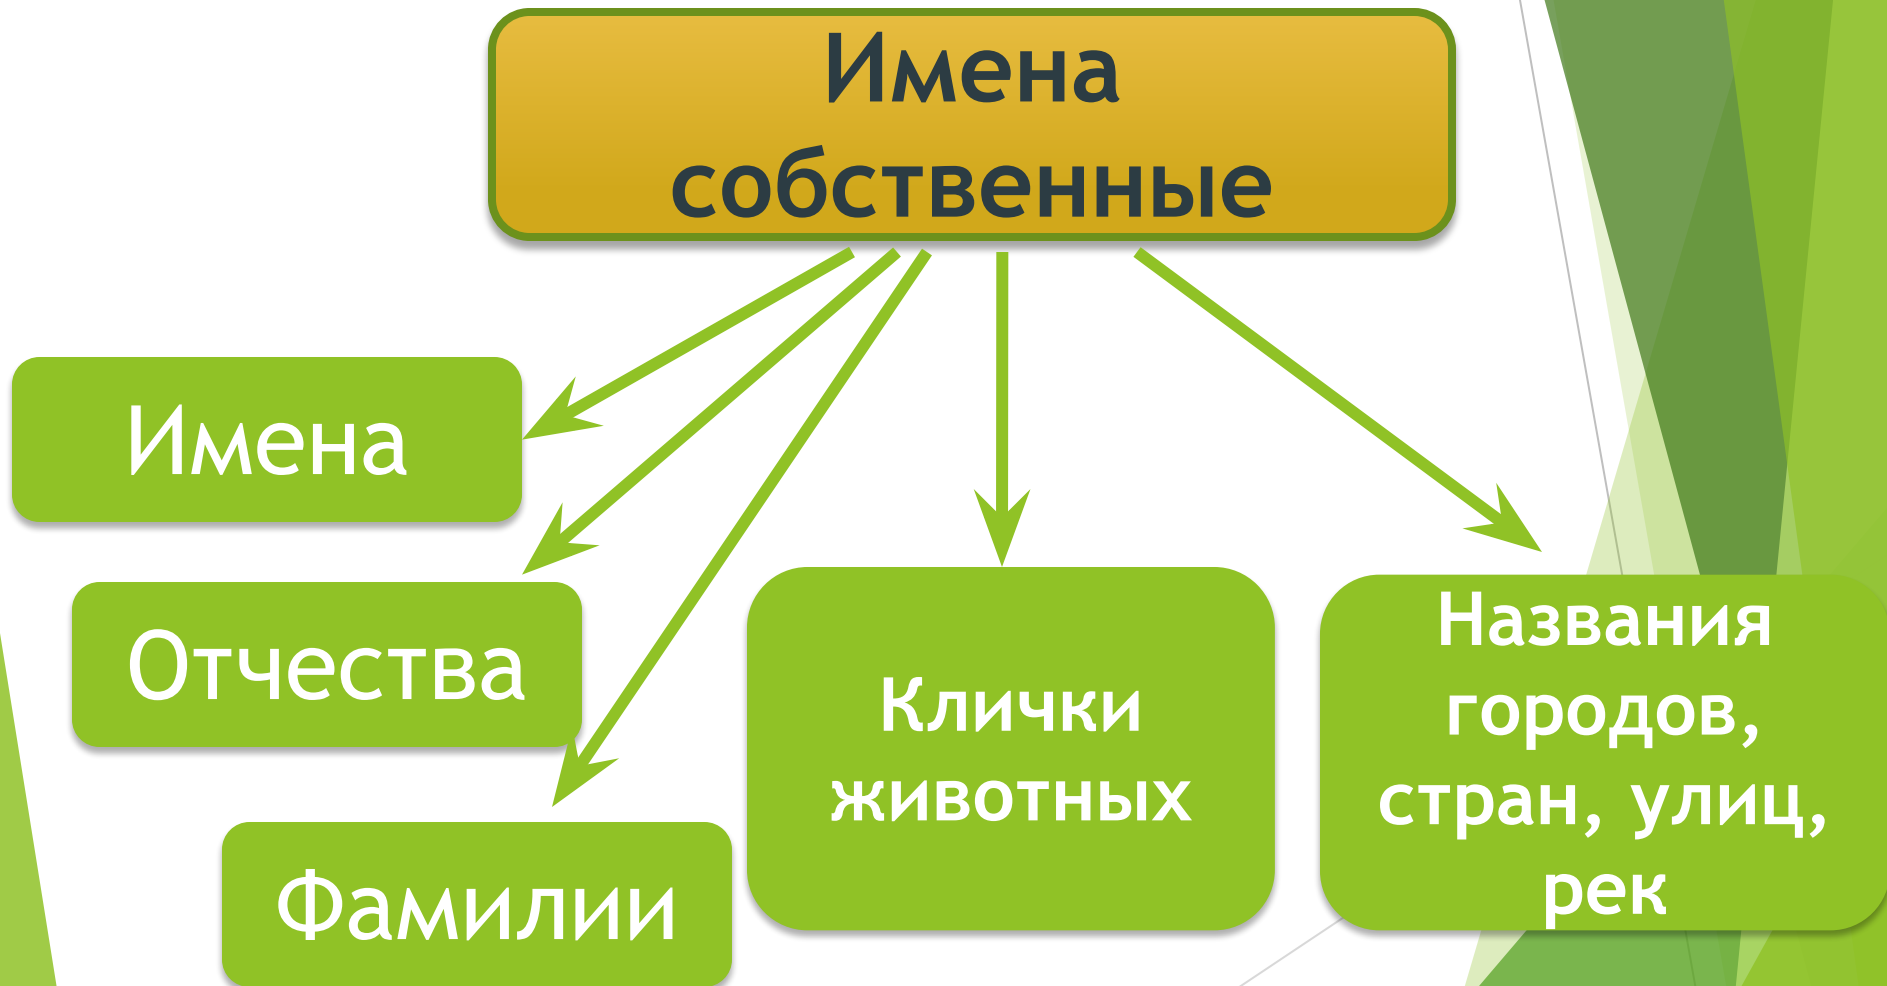 Имена
собственные
Имена
Отчества
Фамилии
Клички
животных
Названия
городов,
стран, улиц,
рек